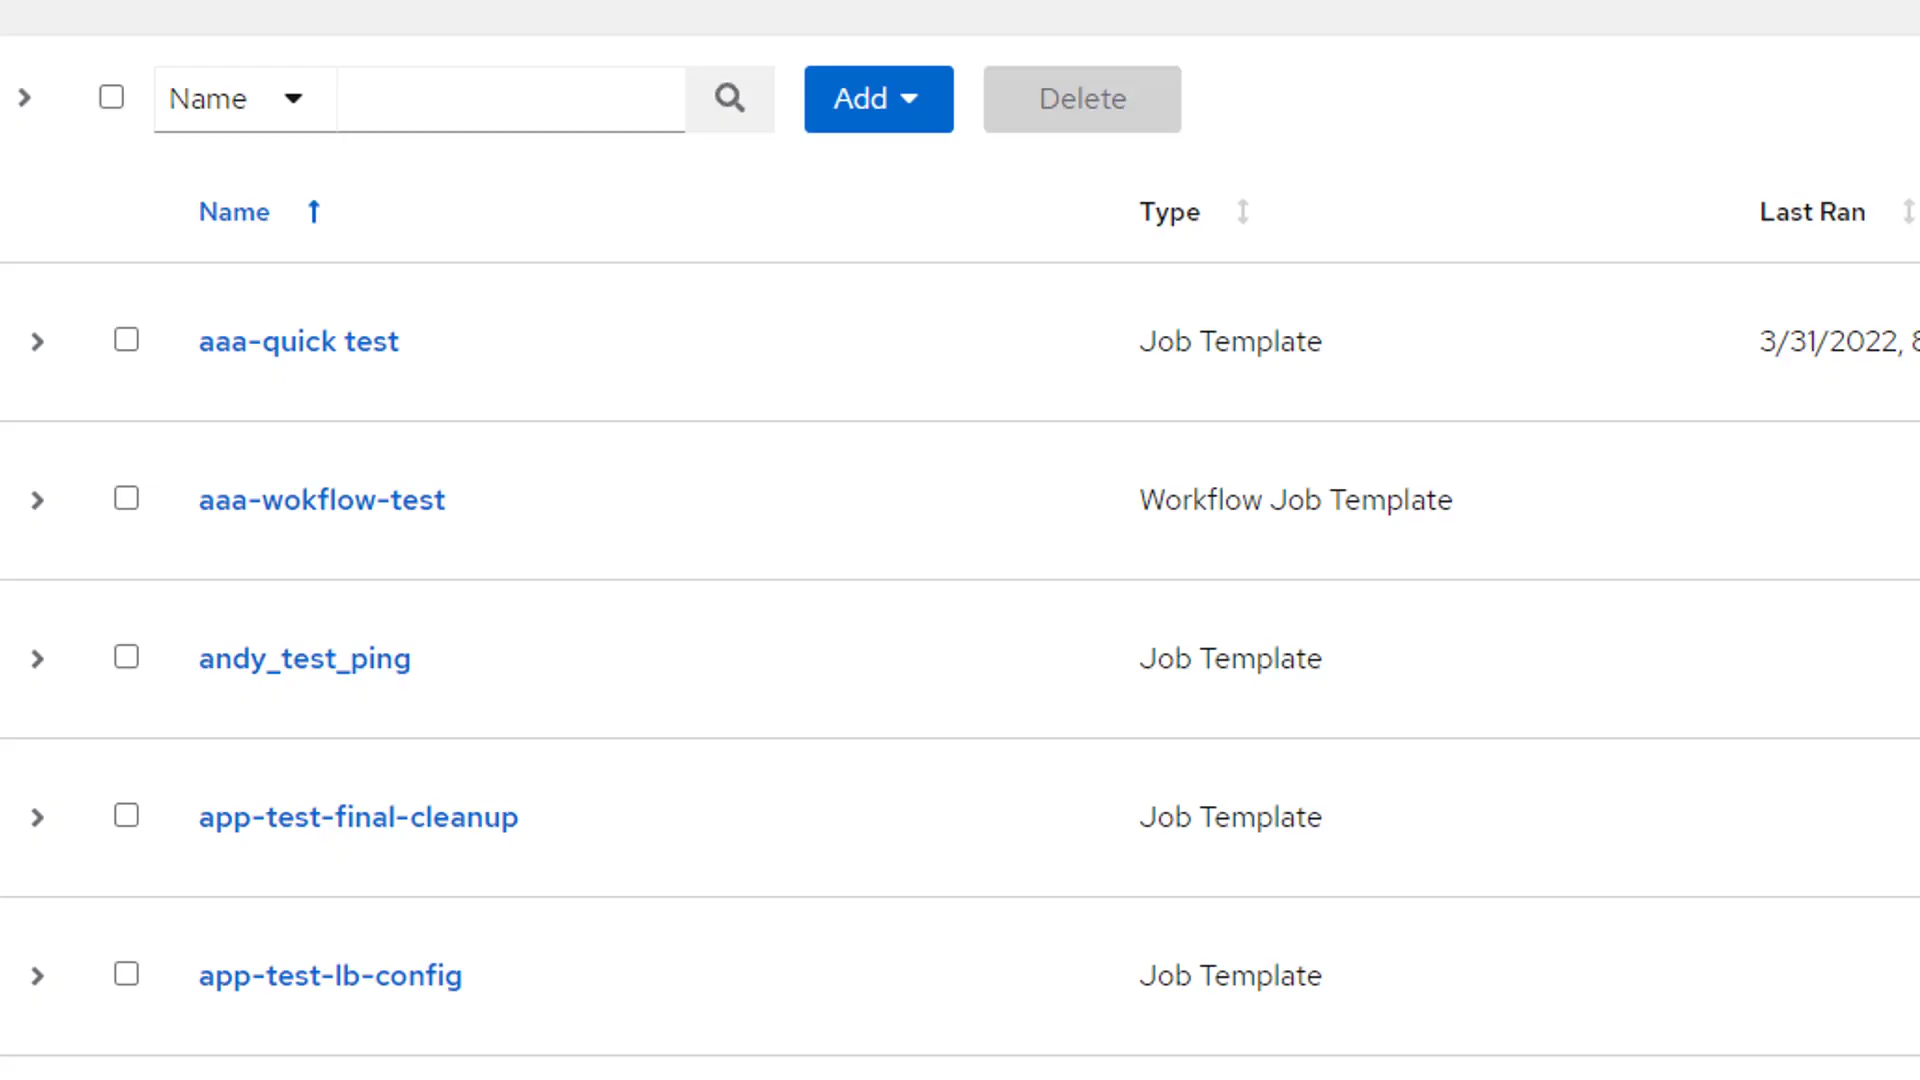 Name Add Delete
Name Type Last Ran
aaa-quick test Job Template 3/31/2022, 8
aaa-wokflow-test Workflow Job Template
andy_test_ping Job Template
app-test-final-cleanup Job Template
app-test-lb-config Job Template